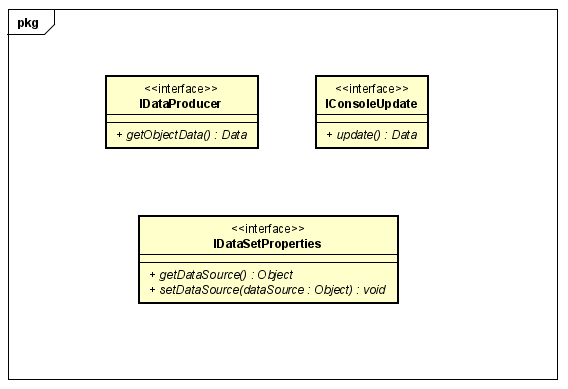 pkg
<<interface>>
IDataProducer
+ getObjectData() : Data
<<interface>>
IConsoleUpdate
+ update() : Data
<<interface>>
IDataSetProperties
+ getDataSource() : Object
+ setDataSource(dataSource : Object) : void